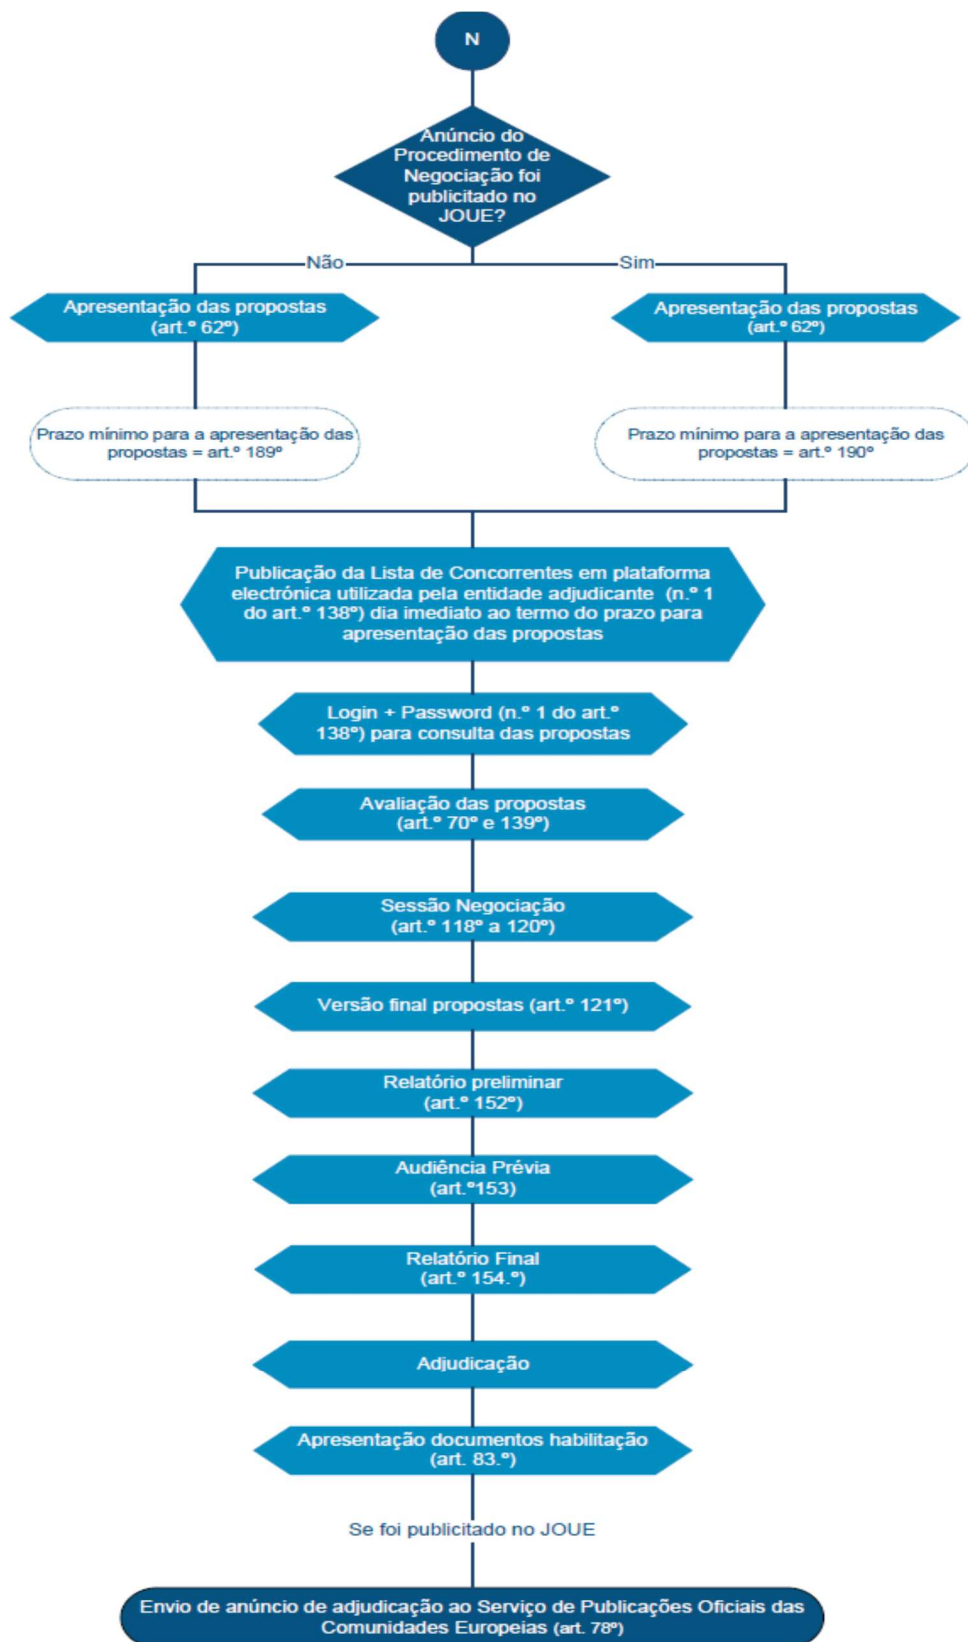 N
Anúncio do
Procedimento de
Negociação foi
publicitado no
JOUE?
Não
Sim
Apresentação das propostas
(art.º 62º)
Apresentação das propostas
(art.º 62º)
Prazo mínimo para a apresentação das
propostas = art.º 189º
Prazo mínimo para a apresentação das
propostas = art.º 190º
Publicação da Lista de Concorrentes em plataforma
electrónica utilizada pela entidade adjudicante (n.º 1
do art.º 138º) dia imediato ao termo do prazo para
apresentação das propostas
Login + Password (n.º 1 do art.º
138º) para consulta das propostas
Avaliação das propostas
(art.º 70º e 139º)
Sessão Negociação
(art.º 118º a 120º)
Versão final propostas (art.º 121º)
Relatório preliminar
(art.º 152º)
Audiência Prévia
(art.º153)
Relatório Final
(art.º 154.º)
Adjudicação
Apresentação documentos habilitação
(art. 83.º)
Se foi publicitado no JOUE
Envio de anúncio de adjudicação ao Serviço de Publicações Oficiais das
Comunidades Europeias (art. 78º)